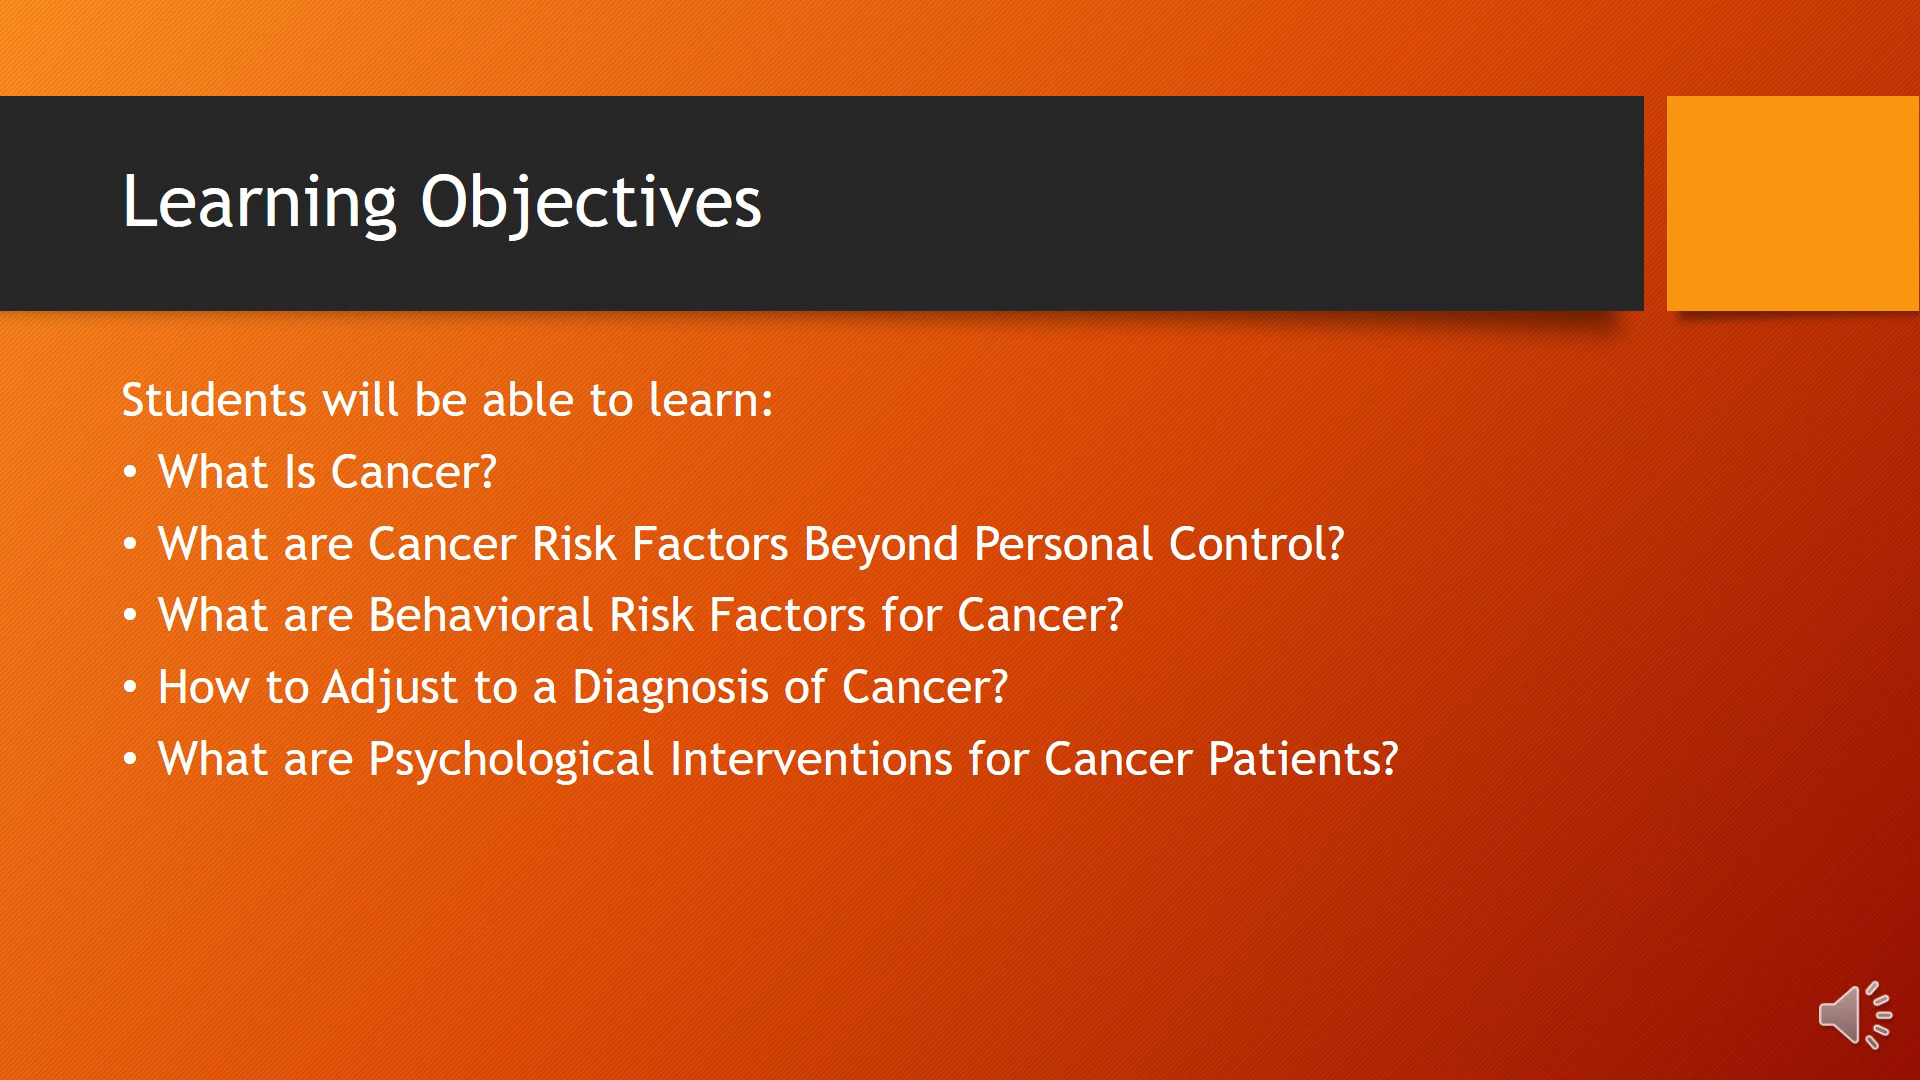 Learning Objectives
Students will be able to learn:
• What Is Cancer?
• What are Cancer Risk Factors Beyond Personal Control?
• What are Behavioral Risk Factors for Cancer?
• How to Adjust to a Diagnosis of Cancer?
• What are Psychological Interventions for Cancer Patients?